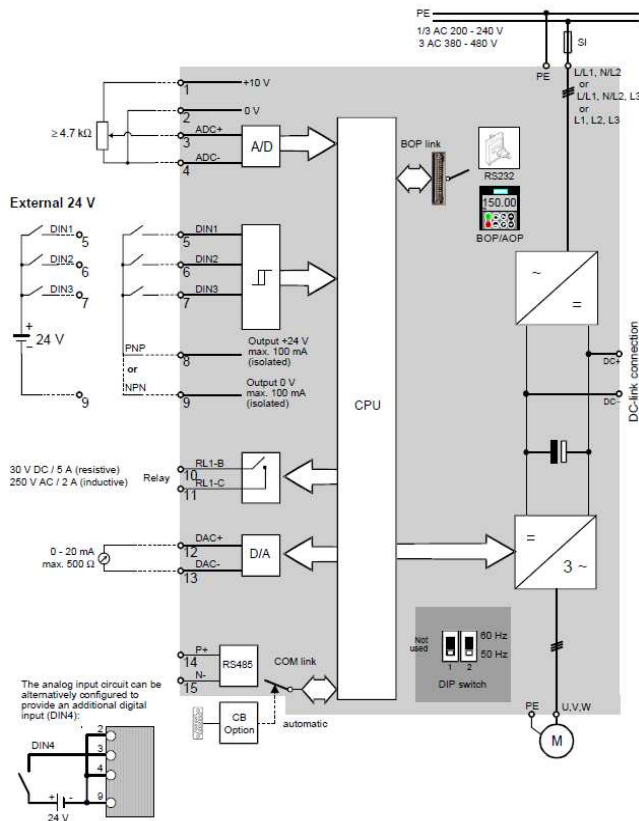 PE
1/3 AC 200 - 240 V
3 AC 380 - 480 V
SI
PE
L/L1, N/L2
or
L/L1, N/L2, L3
or
L1, L2, L3
+10 V
1
0 V
2
≥ 4.7 kΩ
ADC+
3
ADC-
4
A/D
BOP link
RS232
150.00
BOP/AOP
External 24 V
DIN1
5
DIN2
6
DIN3
7
+
24 V
−
9
DIN1
5
DIN2
6
DIN3
7
PNP
8
or
NPN
9
Output +24 V
max. 100 mA
(isolated)
Output 0 V
max. 100 mA
(isolated)
CPU
~
=
DC+
DC-
DC-link connection
30 V DC / 5 A (resistive)
250 V AC / 2 A (inductive)
Relay
RL1-B
10
RL1-C
11
0 - 20 mA
max. 500 Ω
DAC+
12
DAC-
13
D/A
=
3 ~
Not
used
60 Hz
50 Hz
1 2
DIP switch
P+
14
N-
15
RS485
COM link
CB
Option
automatic
PE
U,V,W
M
The analog input circuit can be
alternatively configured to
provide an additional digital
input (DIN4):
DIN4
2
3
4
9
+ -
24 V